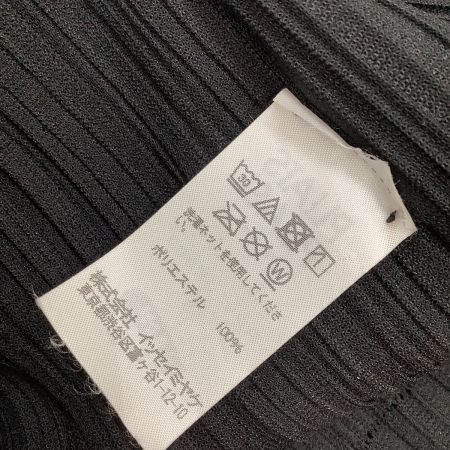 30
W
洗濯ネットを使用してくださ
い。
ポリエステル 100%
株式会社 イッセイミヤケ
東京都渋谷区富ヶ谷1-12-10